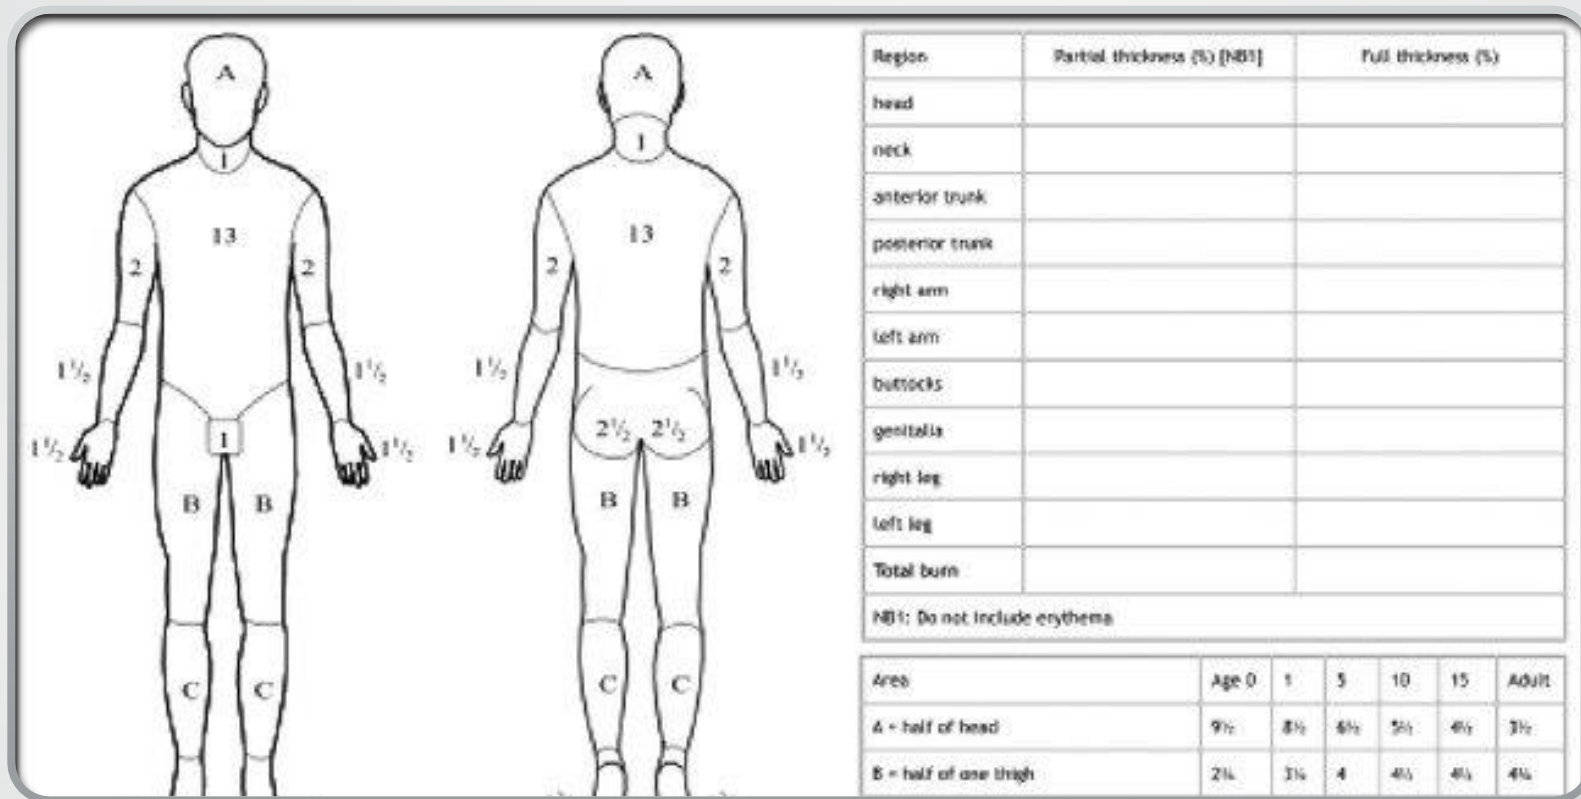 A
1
13
2 2
1½ 1½
1½ 1½
1
B B
C C
A
1
13
2 2
1½ 1½
1½ 1½
2½ 2½
B B
C C
Region Partial thickness (%) [NB1] Full thickness (%)
head
neck
anterior trunk
posterior trunk
right arm
left arm
buttocks
genitalia
right leg
left leg
Total burn
NB1: Do not include erythema
Area Age 0 1 5 10 15 Adult
A = half of head 9½ 8½ 6½ 5½ 4½ 3½
B = half of one thigh 2¾ 3¼ 4 4½ 4½ 4¾